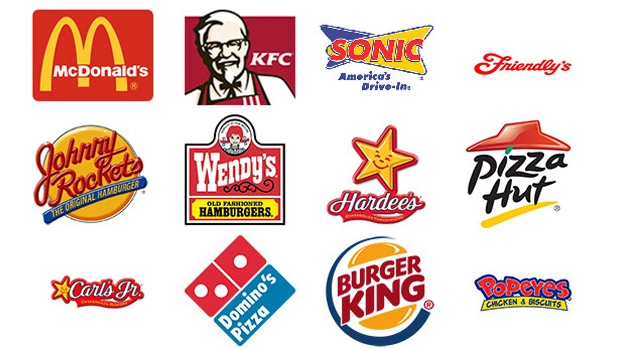 McDonald's
®
KFC
SONIC
America's
Drive-In®
Friendly's
Johnny
Rockets
THE ORIGINAL HAMBURGER
®
WENDY'S
OLD FASHIONED
HAMBURGERS.
Hardee's
Pizza
Hut
®
Carl's Jr.
Domino's
Pizza
BURGER
KING
®
POPEYES
CHICKEN & BISCUITS